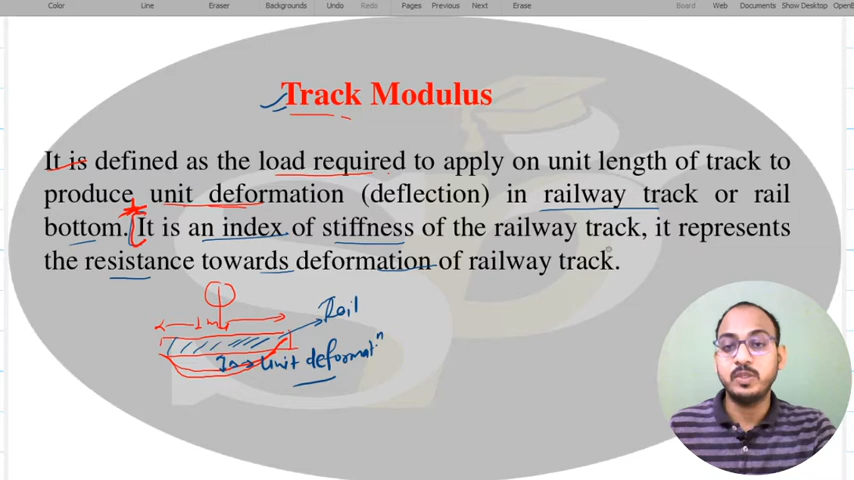 Color Line Eraser Backgrounds Undo Redo Pages Previous Next Erase Board Web Documents Show Desktop OpenB
Track Modulus
It is defined as the load required to apply on unit length of track to
produce unit deformation (deflection) in railway track or rail
bottom. It is an index of stiffness of the railway track, it represents
the resistance towards deformation of railway track.
1m
Rail
Unit deformatⁿ